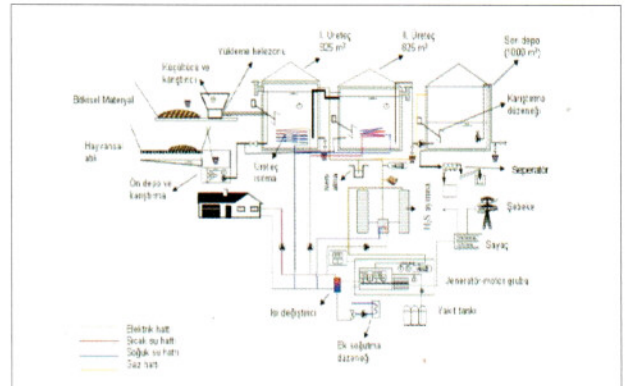 Yükleme helezonu
I. Üreteç
825 m³
II. Üreteç
825 m³
Son depo
(1000 m³)
Küçültücü ve
karıştırıcı
Bitkisel Materyal
Karıştırma
düzeneği
Hayvansal
atık
Üreteç
ısıtma
Ön depo ve
karıştırma
Seperatör
H₂S ayırma
Şebeke
Sayaç
Jeneratör-motor grubu
Isı değiştirici
Yakıt tankı
Ek soğutma
düzeneği
Elektrik hattı
Sıcak su hattı
Soğuk su hattı
Gaz hattı